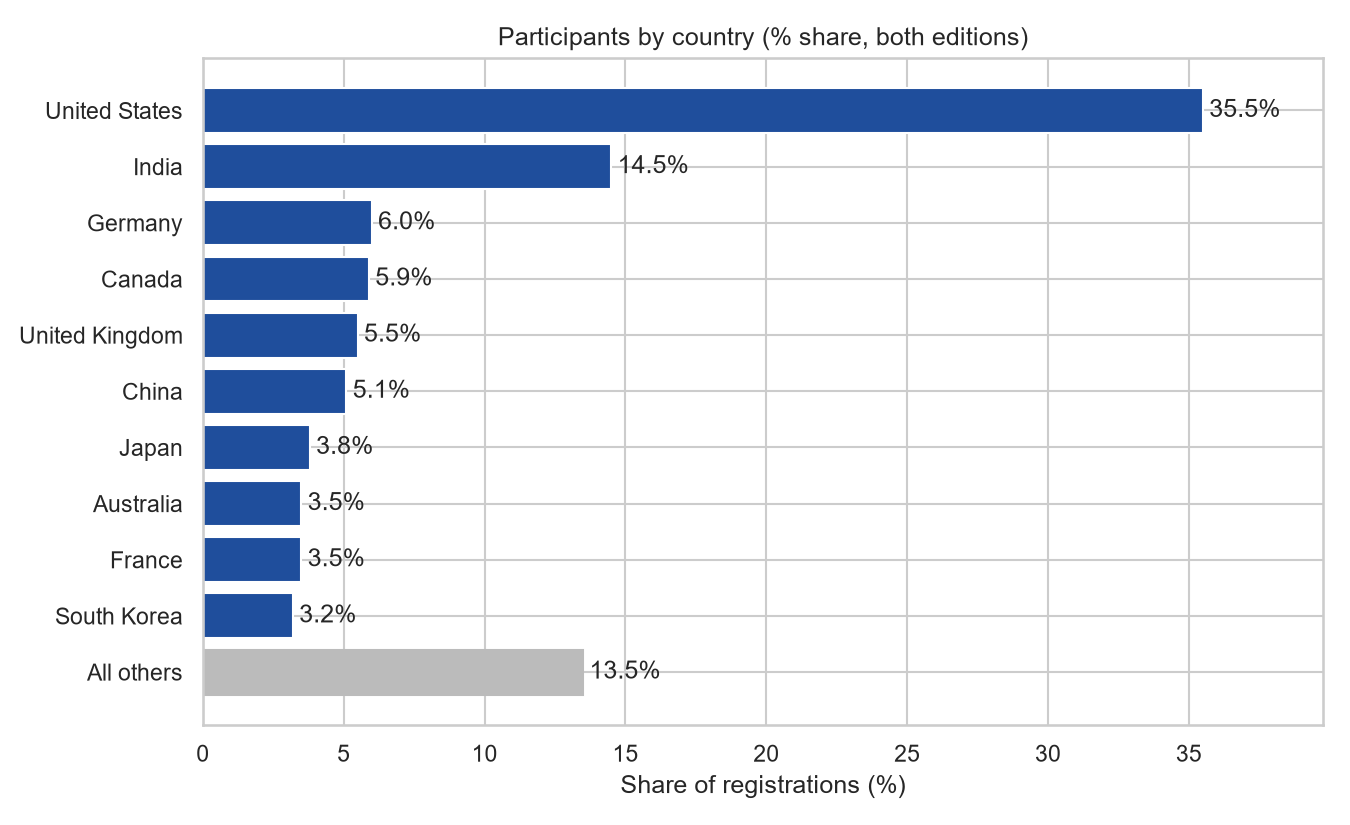 Participants by country (% share, both editions)
United States 35.5%
India 14.5%
Germany 6.0%
Canada 5.9%
United Kingdom 5.5%
China 5.1%
Japan 3.8%
Australia 3.5%
France 3.5%
South Korea 3.2%
All others 13.5%
0 5 10 15 20 25 30 35
Share of registrations (%)